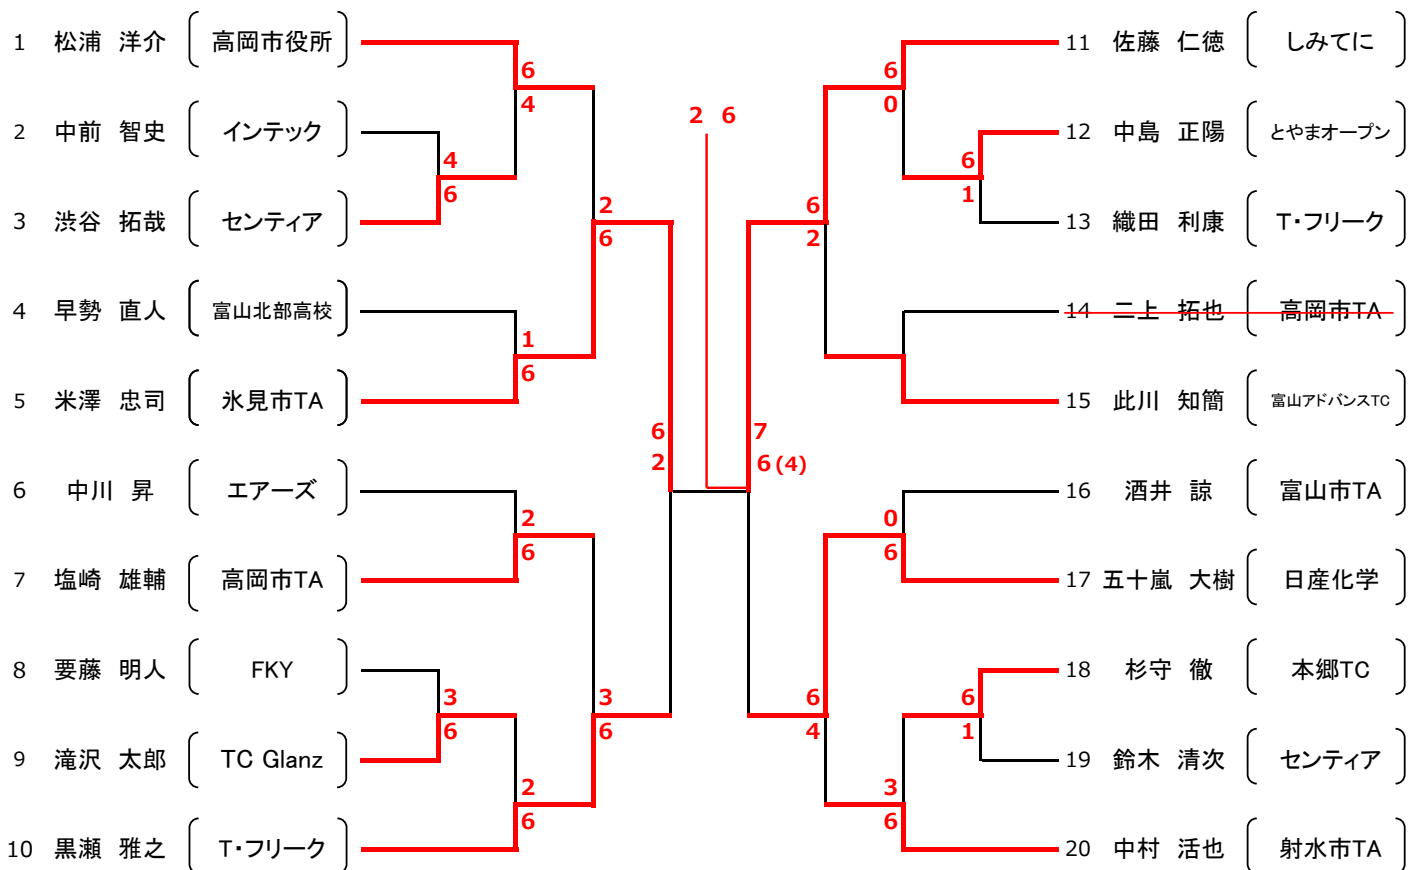 1 松浦 洋介 高岡市役所
6
4
2 中前 智史 インテック
4
6
3 渋谷 拓哉 センティア
2
6
4 早勢 直人 富山北部高校
1
6
5 米澤 忠司 氷見市TA
6
2
6 中川 昇 エアーズ
2
6
7 塩崎 雄輔 高岡市TA
8 要藤 明人 FKY
3
6
3
6
9 滝沢 太郎 TC Glanz
2
6
10 黒瀬 雅之 T・フリーク
2 6
11 佐藤 仁徳 しみてに
6
0
12 中島 正陽 とやまオープン
6
1
13 織田 利康 T・フリーク
6
2
14 二上 拓也 高岡市TA
15 此川 知簡 富山アドバンスTC
7
6(4)
16 酒井 諒 富山市TA
0
6
17 五十嵐 大樹 日産化学
18 杉守 徹 本郷TC
6
1
6
4
19 鈴木 清次 センティア
3
6
20 中村 活也 射水市TA